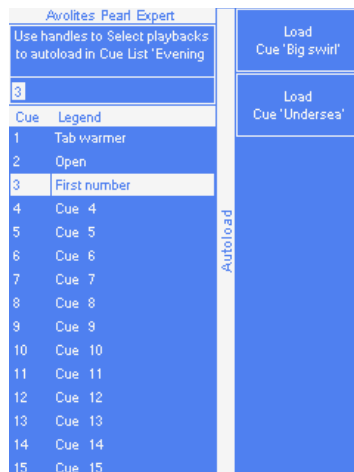 Avolites Pearl Expert
Use handles to Select playbacks
to autoload in Cue List 'Evening
3
Cue Legend
1 Tab warmer
2 Open
3 First number
4 Cue 4
5 Cue 5
6 Cue 6
7 Cue 7
8 Cue 8
9 Cue 9
10 Cue 10
11 Cue 11
12 Cue 12
13 Cue 13
14 Cue 14
15 Cue 15
Autoload
Load
Cue 'Big swirl'
Load
Cue 'Undersea'